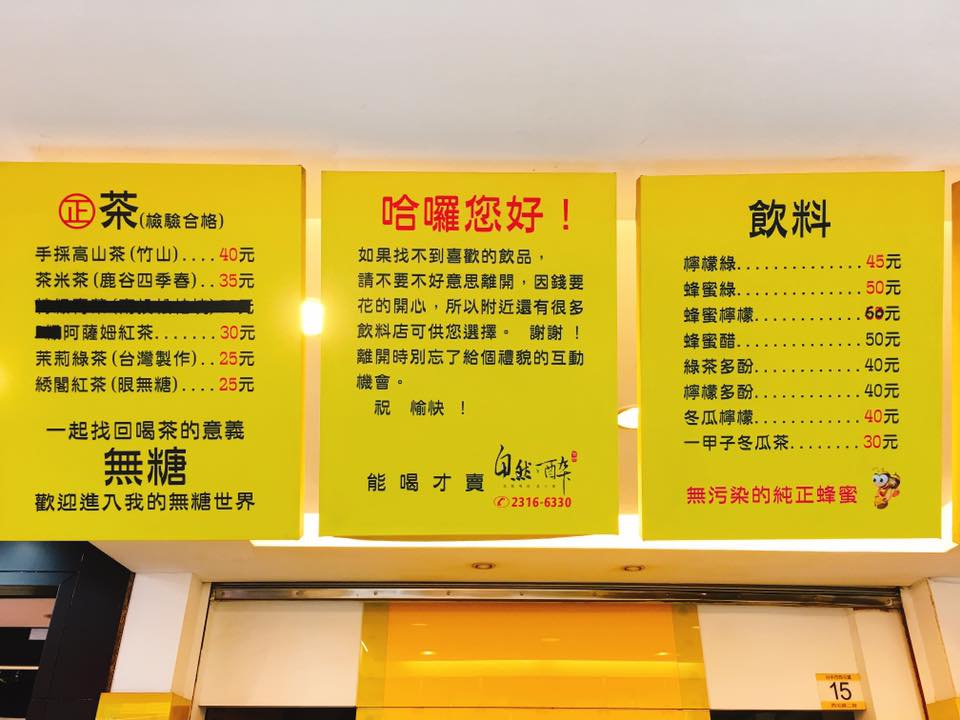 正茶(檢驗合格)
手採高山茶(竹山)....40元
茶米茶(鹿谷四季春)..35元
元
阿薩姆紅茶.......30元
茉莉綠茶(台灣製作)..25元
綉閣紅茶(限無糖)....25元
一起找回喝茶的意義
無糖
歡迎進入我的無糖世界
哈囉您好！
如果找不到喜歡的飲品，
請不要不好意思離開，因錢要
花的開心，所以附近還有很多
飲料店可供您選擇。 謝謝！
離開時別忘了給個禮貌的互動
機會。
祝 愉快 ！
能喝才賣 自然醉
2316-6330
飲料
檸檬綠.............45元
蜂蜜綠.............50元
蜂蜜檸檬...........60元
蜂蜜醋.............50元
綠茶多酚...........40元
檸檬多酚...........40元
冬瓜檸檬...........40元
一甲子冬瓜茶........30元
無污染的純正蜂蜜
15